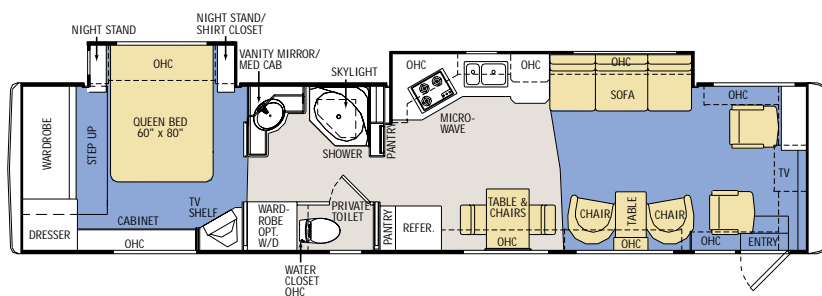 NIGHT STAND
NIGHT STAND/
SHIRT CLOSET
VANITY MIRROR/
MED CAB
SKYLIGHT
OHC
OHC
OHC
OHC
SOFA
OHC
WARDROBE
STEP UP
QUEEN BED
60" x 80"
MICRO-
WAVE
SHOWER
PANTRY
TV
TV
SHELF
CABINET
DRESSER
OHC
WARD-
ROBE
OPT.
W/D
PRIVATE
TOILET
PANTRY
REFER.
TABLE &
CHAIRS
OHC
CHAIR
TABLE
CHAIR
OHC
OHC
ENTRY
WATER
CLOSET
OHC